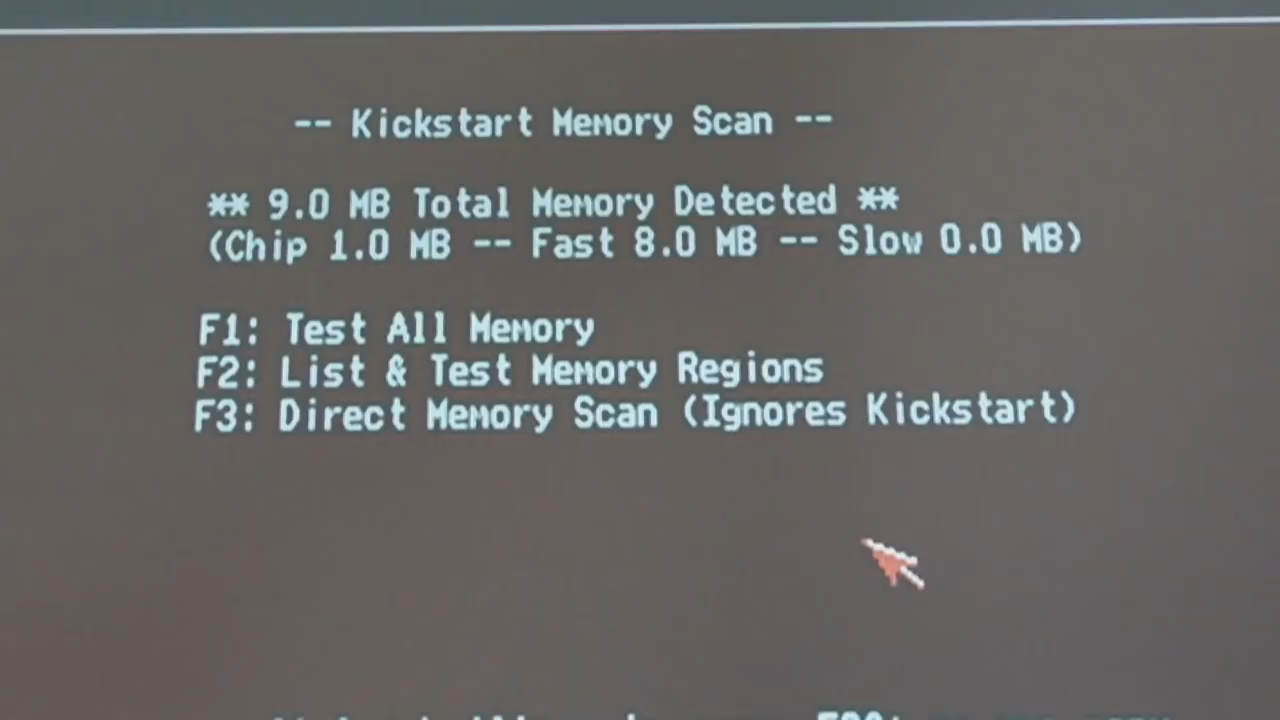 -- Kickstart Memory Scan --
** 9.0 MB Total Memory Detected **
(Chip 1.0 MB -- Fast 8.0 MB -- Slow 0.0 MB)
F1: Test All Memory
F2: List & Test Memory Regions
F3: Direct Memory Scan (Ignores Kickstart)